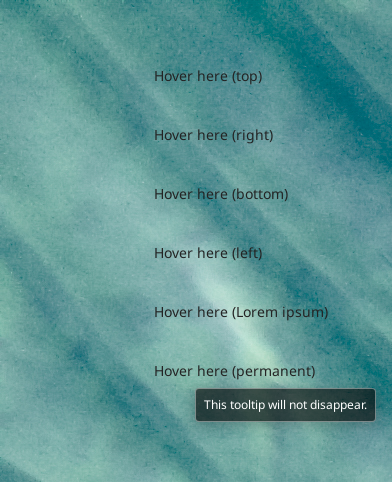 Hover here (top)
Hover here (right)
Hover here (bottom)
Hover here (left)
Hover here (Lorem ipsum)
Hover here (permanent)
This tooltip will not disappear.